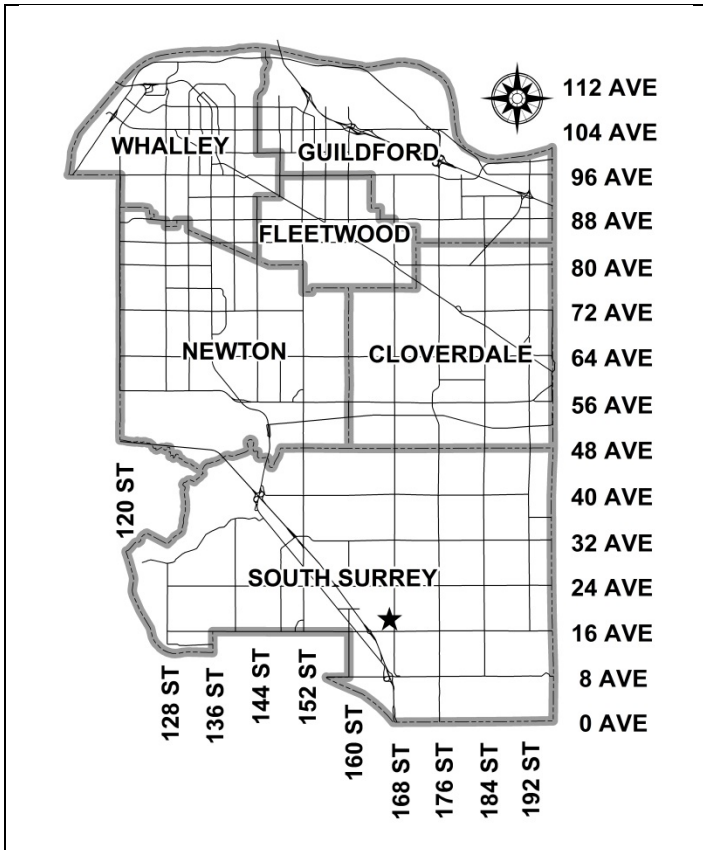 112 AVE
104 AVE
WHALLEY
GUILDFORD
96 AVE
88 AVE
FLEETWOOD
80 AVE
72 AVE
NEWTON
CLOVERDALE
64 AVE
56 AVE
48 AVE
120 ST
40 AVE
32 AVE
SOUTH SURREY
24 AVE
16 AVE
8 AVE
0 AVE
128 ST
136 ST
144 ST
152 ST
160 ST
168 ST
176 ST
184 ST
192 ST